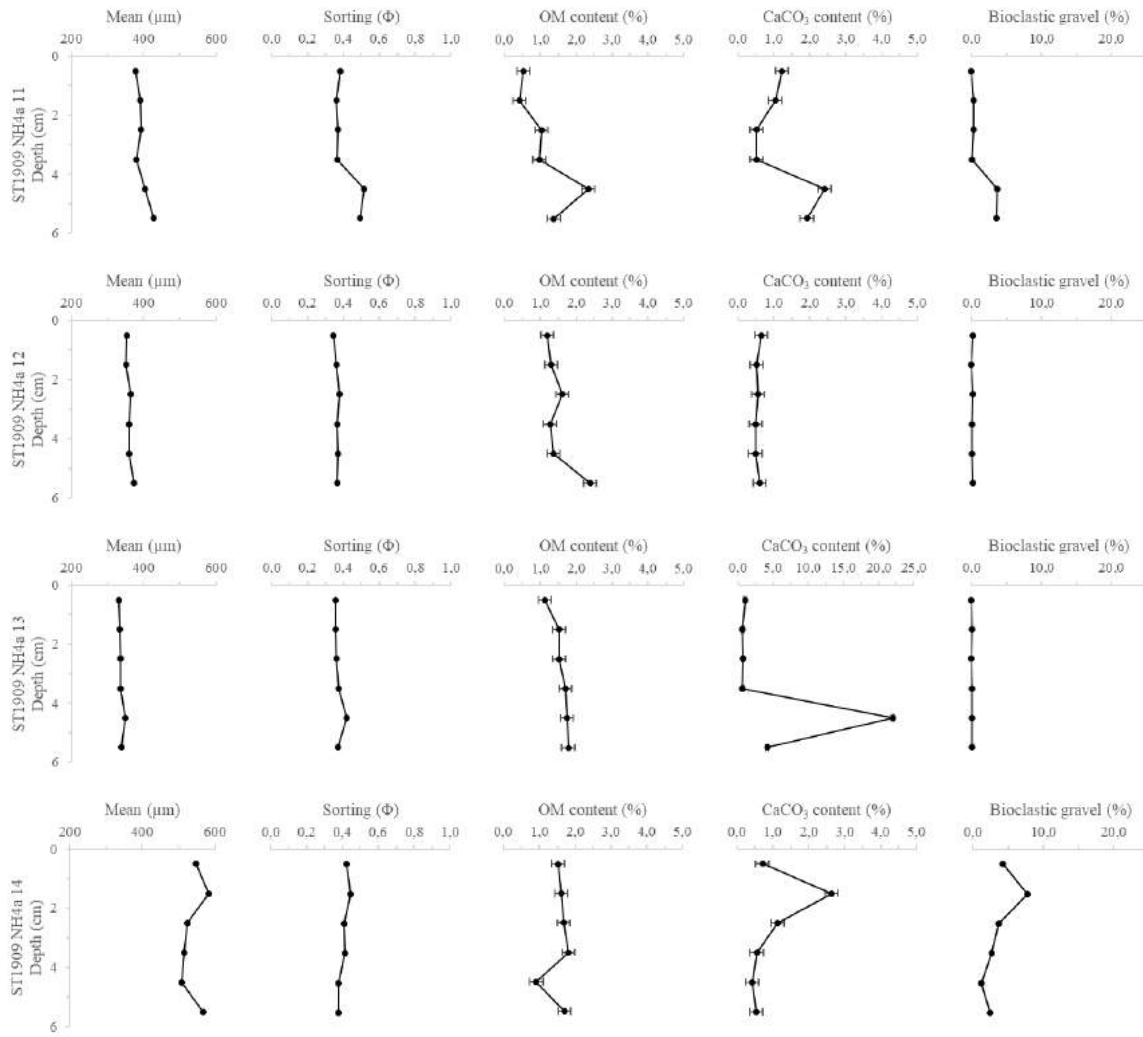 Mean (μm) Sorting (Φ) OM content (%) CaCO₃ content (%) Bioclastic gravel (%)
200 400 600 0,0 0,2 0,4 0,6 0,8 1,0 0,0 1,0 2,0 3,0 4,0 5,0 0,0 1,0 2,0 3,0 4,0 5,0 0,0 10,0 20,0
ST1909 NH4a 11
Depth (cm)
0
2
4
6
Mean (μm) Sorting (Φ) OM content (%) CaCO₃ content (%) Bioclastic gravel (%)
200 400 600 0,0 0,2 0,4 0,6 0,8 1,0 0,0 1,0 2,0 3,0 4,0 5,0 0,0 1,0 2,0 3,0 4,0 5,0 0,0 10,0 20,0
ST1909 NH4a 12
Depth (cm)
0
2
4
6
Mean (μm) Sorting (Φ) OM content (%) CaCO₃ content (%) Bioclastic gravel (%)
200 400 600 0,0 0,2 0,4 0,6 0,8 1,0 0,0 1,0 2,0 3,0 4,0 5,0 0,0 5,0 10,0 15,0 20,0 25,0 0,0 10,0 20,0
ST1909 NH4a 13
Depth (cm)
0
2
4
6
Mean (μm) Sorting (Φ) OM content (%) CaCO₃ content (%) Bioclastic gravel (%)
200 400 600 0,0 0,2 0,4 0,6 0,8 1,0 0,0 1,0 2,0 3,0 4,0 5,0 0,0 1,0 2,0 3,0 4,0 5,0 0,0 10,0 20,0
ST1909 NH4a 14
Depth (cm)
0
2
4
6